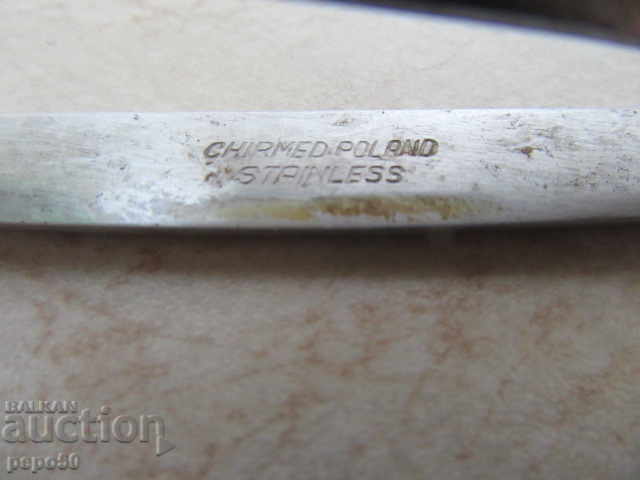 CHIRMED-POLAND
STAINLESS
BALKAN
auction
pepo50